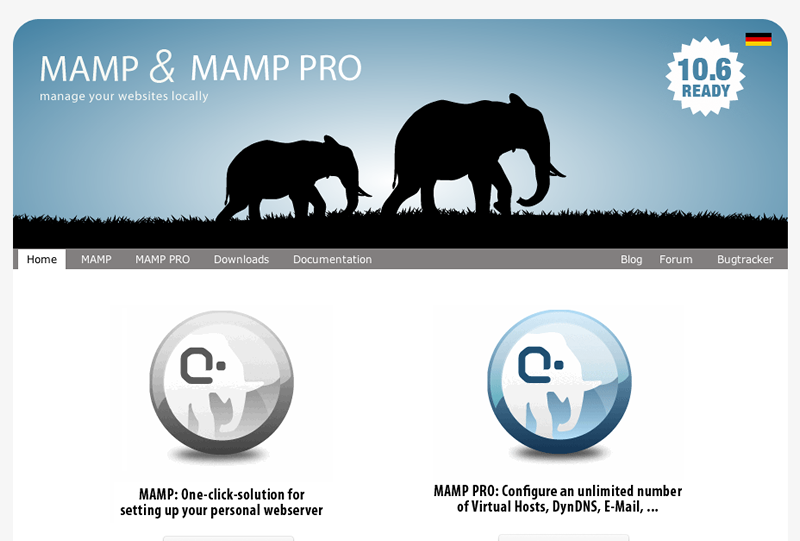 MAMP & MAMP PRO
manage your websites locally
10.6
READY
Home MAMP MAMP PRO Downloads Documentation Blog Forum Bugtracker
MAMP: One-click-solution for
setting up your personal webserver
MAMP PRO: Configure an unlimited number
of Virtual Hosts, DynDNS, E-Mail, ...